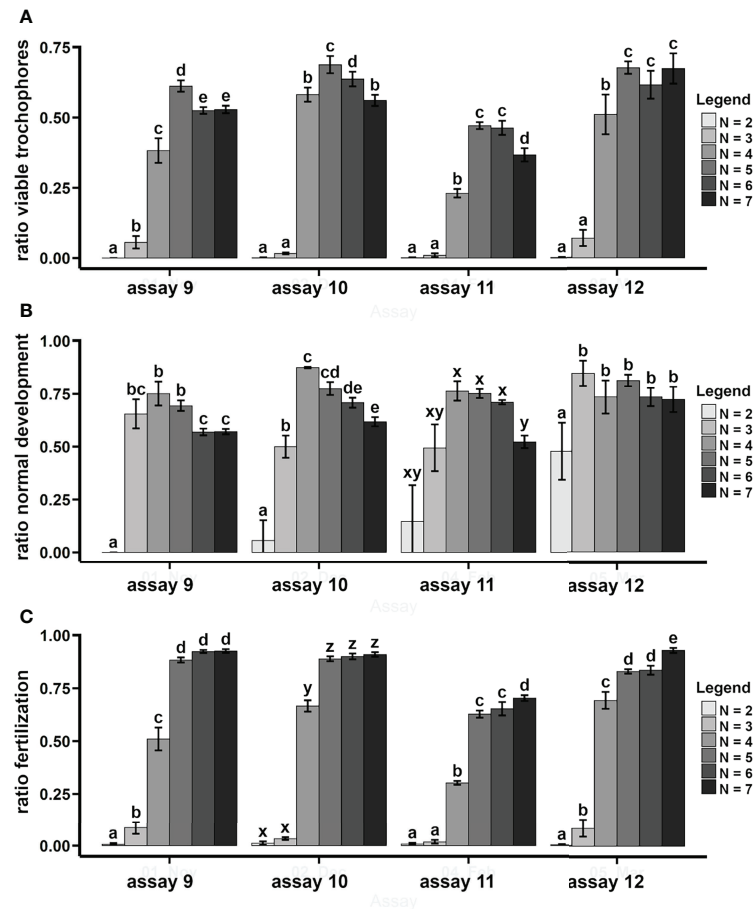 A
ratio viable trochophores
0.75
0.50
0.25
0.00
a b c d e e
a a b c d b
a a b c c d
a a b c c c
assay 9 assay 10 assay 11 assay 12
Assay
Legend
N = 2
N = 3
N = 4
N = 5
N = 6
N = 7
B
ratio normal development
1.00
0.75
0.50
0.25
0.00
a bc b b c c
a b c cd de e
xy xy x x x y
a b b b b b
assay 9 assay 10 assay 11 assay 12
Assay
Legend
N = 2
N = 3
N = 4
N = 5
N = 6
N = 7
C
ratio fertilization
1.00
0.75
0.50
0.25
0.00
a b c d d d
x x y z z z
a a b c c d
a b c d d e
assay 9 assay 10 assay 11 assay 12
Assay
Legend
N = 2
N = 3
N = 4
N = 5
N = 6
N = 7